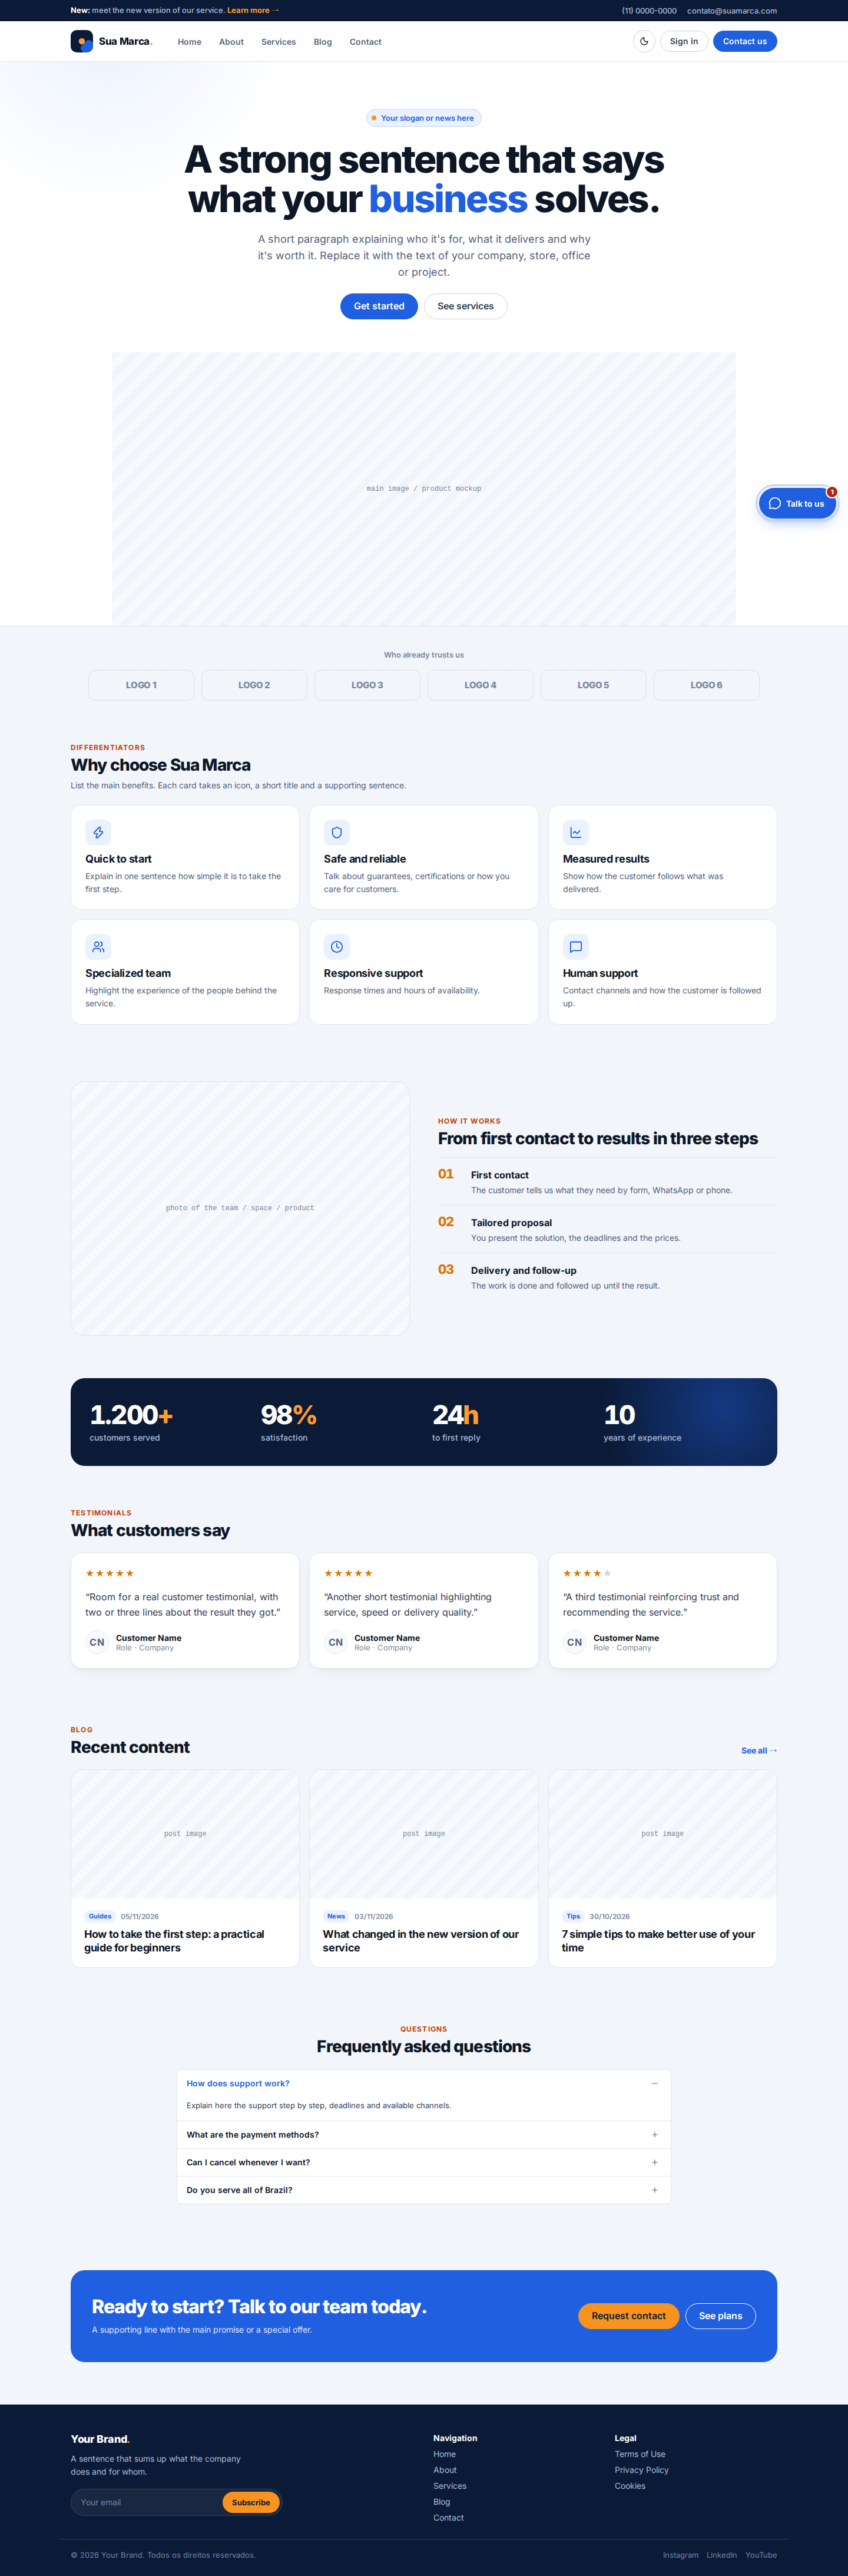 New: meet the new version of our service. Learn more →
(11) 0000-0000 contato@suamarca.com
Sua Marca.
Home About Services Blog Contact
Sign in Contact us
Your slogan or news here
A strong sentence that says
what your business solves.
A short paragraph explaining who it's for, what it delivers and why
it's worth it. Replace it with the text of your company, store, office
or project.
Get started See services
main image / product mockup
1
Talk to us
Who already trusts us
LOGO 1 LOGO 2 LOGO 3 LOGO 4 LOGO 5 LOGO 6
DIFFERENTIATORS
Why choose Sua Marca
List the main benefits. Each card takes an icon, a short title and a supporting sentence.
Quick to start
Explain in one sentence how simple it is to take the
first step.
Safe and reliable
Talk about guarantees, certifications or how you
care for customers.
Measured results
Show how the customer follows what was
delivered.
Specialized team
Highlight the experience of the people behind the
service.
Responsive support
Response times and hours of availability.
Human support
Contact channels and how the customer is followed
up.
photo of the team / space / product
HOW IT WORKS
From first contact to results in three steps
01 First contact
The customer tells us what they need by form, WhatsApp or phone.
02 Tailored proposal
You present the solution, the deadlines and the prices.
03 Delivery and follow-up
The work is done and followed up until the result.
1.200+
customers served
98%
satisfaction
24h
to first reply
10
years of experience
TESTIMONIALS
What customers say
★★★★★
“Room for a real customer testimonial, with
two or three lines about the result they got.”
CN Customer Name
Role · Company
★★★★★
“Another short testimonial highlighting
service, speed or delivery quality.”
CN Customer Name
Role · Company
★★★★★
“A third testimonial reinforcing trust and
recommending the service.”
CN Customer Name
Role · Company
BLOG
Recent content
See all →
post image
Guides 05/11/2026
How to take the first step: a practical
guide for beginners
post image
News 03/11/2026
What changed in the new version of our
service
post image
Tips 30/10/2026
7 simple tips to make better use of your
time
QUESTIONS
Frequently asked questions
How does support work? −
Explain here the support step by step, deadlines and available channels.
What are the payment methods? +
Can I cancel whenever I want? +
Do you serve all of Brazil? +
Ready to start? Talk to our team today.
A supporting line with the main promise or a special offer.
Request contact See plans
Your Brand.
A sentence that sums up what the company
does and for whom.
Your email Subscribe
Navigation
Home
About
Services
Blog
Contact
Legal
Terms of Use
Privacy Policy
Cookies
© 2026 Your Brand. Todos os direitos reservados.
Instagram LinkedIn YouTube